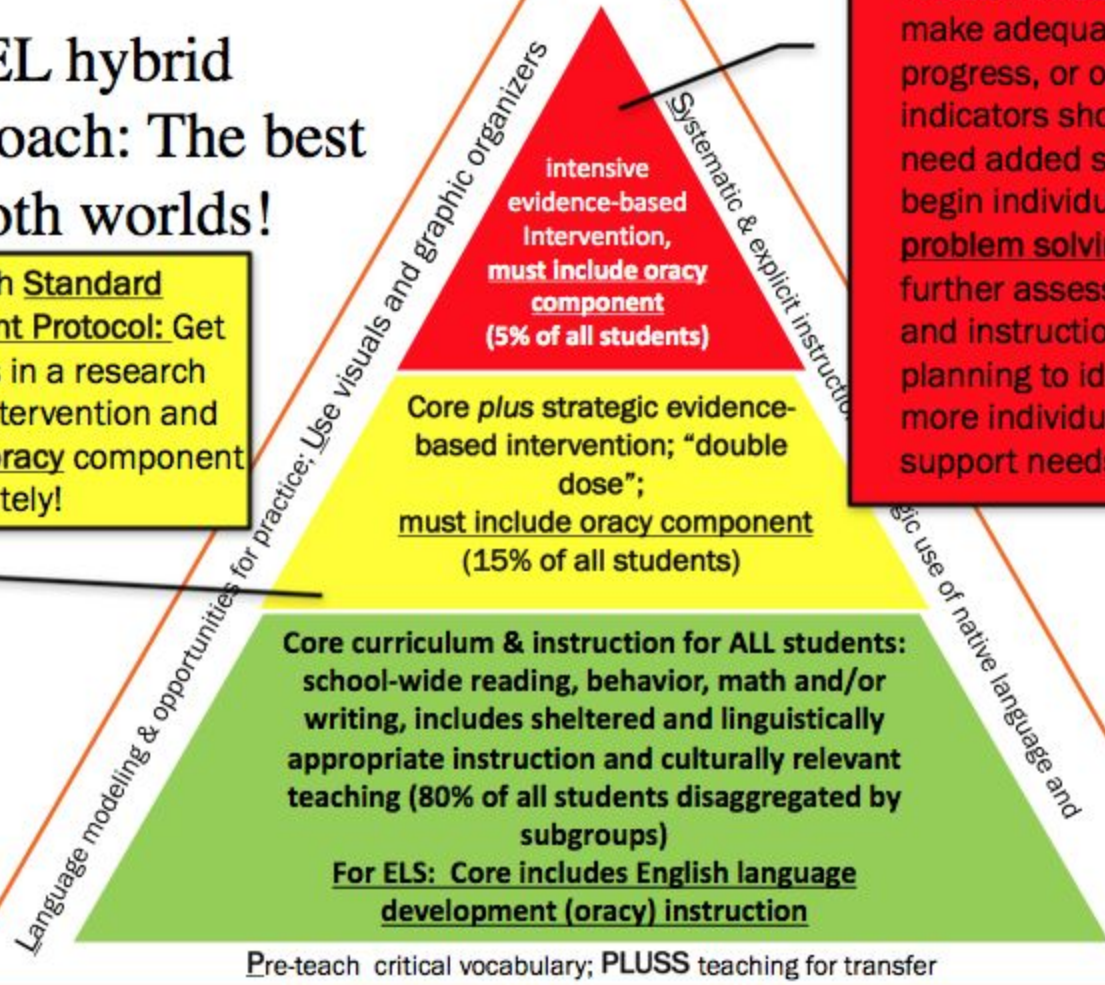 EL hybrid
oach: The best
oth worlds!
h Standard
nt Protocol: Get
s in a research
tervention and
oracy component
tely!
Language modeling & opportunities for practice; Use visuals and graphic organizers
intensive
evidence-based
Intervention,
must include oracy
component
(5% of all students)
Core plus strategic evidence-
based intervention; “double
dose”;
must include oracy component
(15% of all students)
Core curriculum & instruction for ALL students:
school-wide reading, behavior, math and/or
writing, includes sheltered and linguistically
appropriate instruction and culturally relevant
teaching (80% of all students disaggregated by
subgroups)
For ELS: Core includes English language
development (oracy) instruction
Systematic & explicit instruction
gic use of native language and
make adequa
progress, or o
indicators sho
need added s
begin individu
problem solvi
further assess
and instructio
planning to id
more individu
support needs
Pre-teach critical vocabulary; PLUSS teaching for transfer